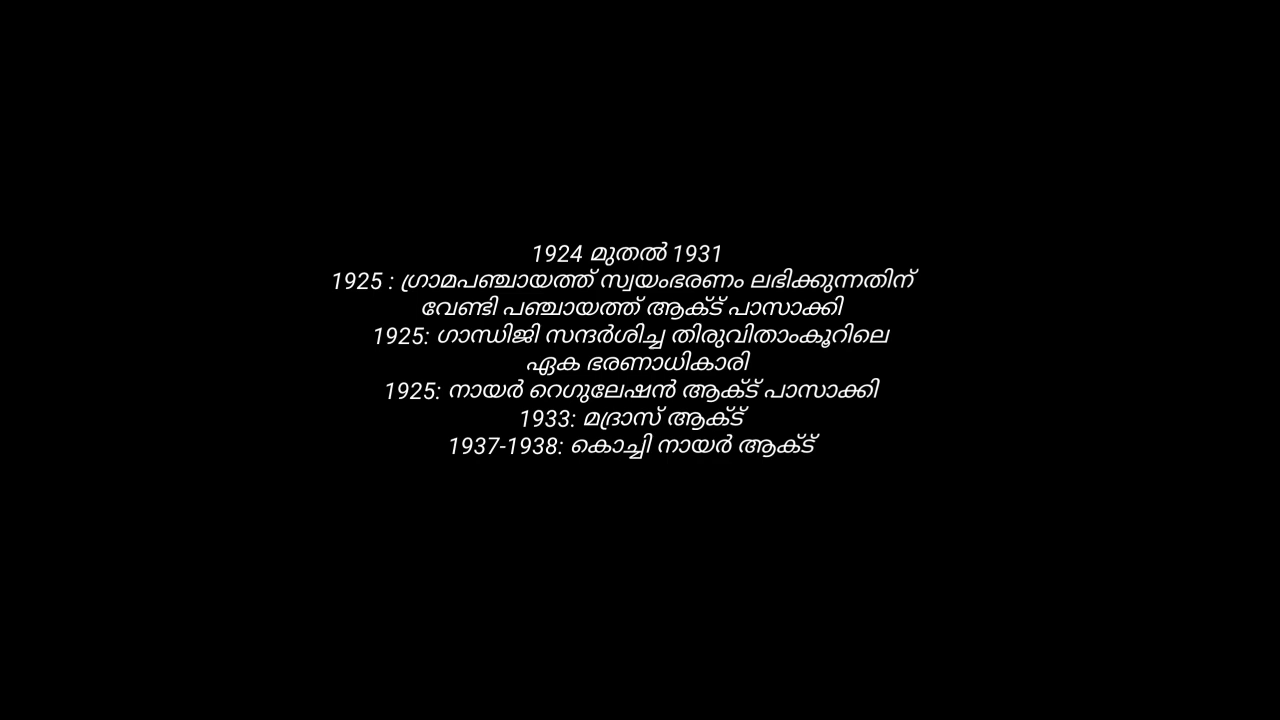 1924 മുതൽ 1931
1925 : ഗ്രാമപഞ്ചായത്ത് സ്വയംഭരണം ലഭിക്കുന്നതിന്
വേണ്ടി പഞ്ചായത്ത് ആക്ട് പാസാക്കി
1925: ഗാന്ധിജി സന്ദർശിച്ച തിരുവിതാംകൂറിലെ
ഏക ഭരണാധികാരി
1925: നായർ റെഗുലേഷൻ ആക്ട് പാസാക്കി
1933: മദ്രാസ് ആക്ട്
1937-1938: കൊച്ചി നായർ ആക്ട്